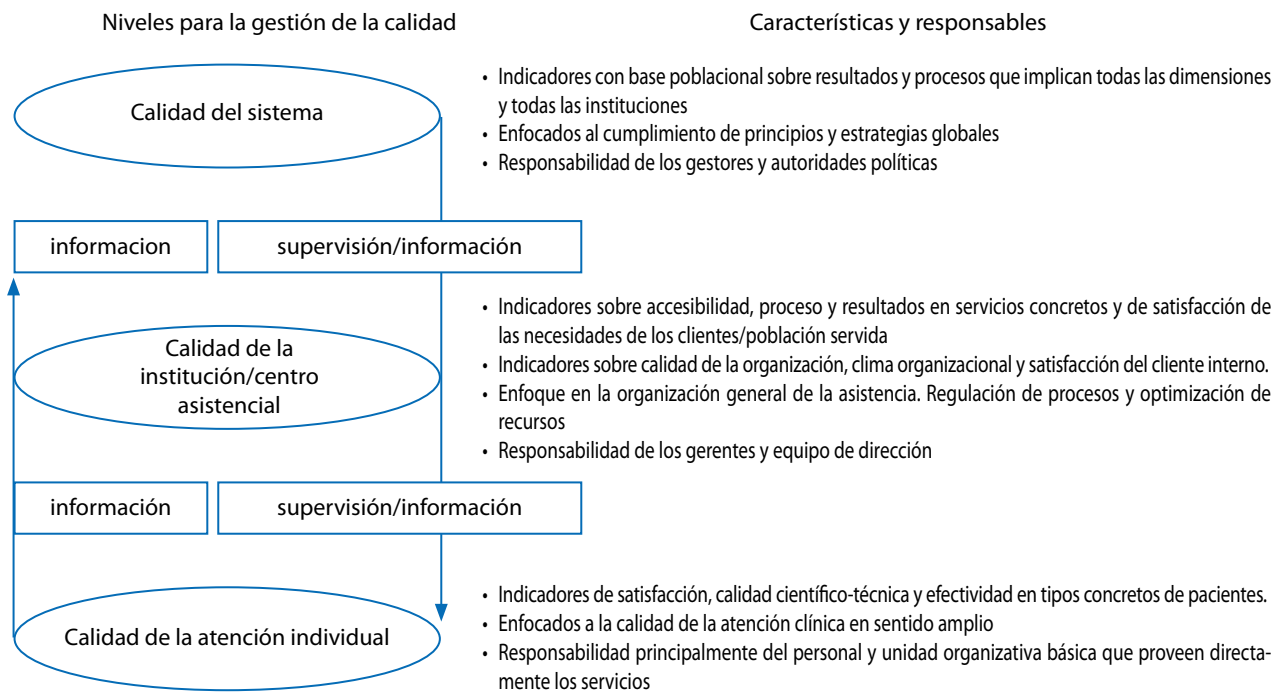 Niveles para la gestión de la calidad
Características y responsables
Calidad del sistema
• Indicadores con base poblacional sobre resultados y procesos que implican todas las dimensiones
y todas las instituciones
• Enfocados al cumplimiento de principios y estrategias globales
• Responsabilidad de los gestores y autoridades políticas
informacion
supervisión/información
Calidad de la
institución/centro
asistencial
• Indicadores sobre accesibilidad, proceso y resultados en servicios concretos y de satisfacción de
las necesidades de los clientes/población servida
• Indicadores sobre calidad de la organización, clima organizacional y satisfacción del cliente interno.
• Enfoque en la organización general de la asistencia. Regulación de procesos y optimización de
recursos
• Responsabilidad de los gerentes y equipo de dirección
información
supervisión/información
Calidad de la atención individual
• Indicadores de satisfacción, calidad científico-técnica y efectividad en tipos concretos de pacientes.
• Enfocados a la calidad de la atención clínica en sentido amplio
• Responsabilidad principalmente del personal y unidad organizativa básica que proveen directa-
mente los servicios